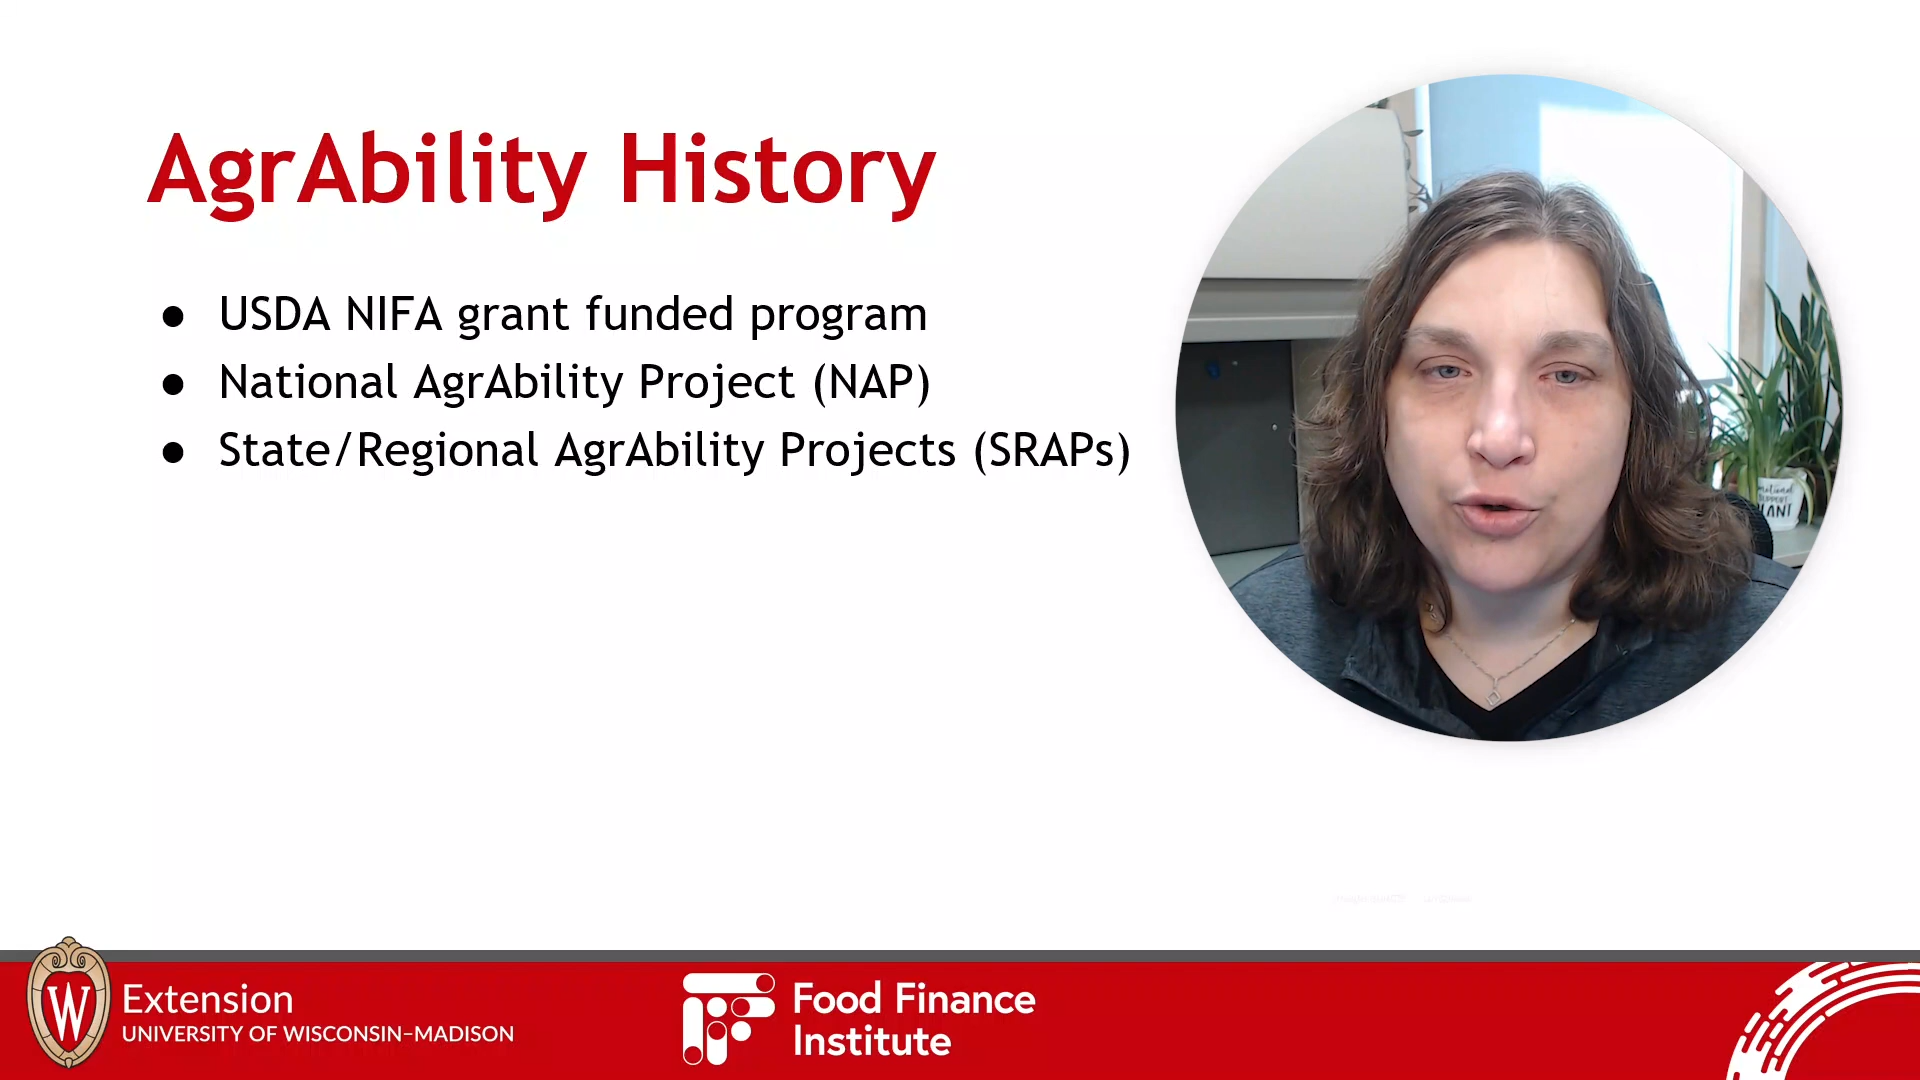 AgrAbility History
● USDA NIFA grant funded program
● National AgrAbility Project (NAP)
● State/Regional AgrAbility Projects (SRAPs)
SUPPORT
W
Extension
UNIVERSITY OF WISCONSIN–MADISON
Food Finance
Institute